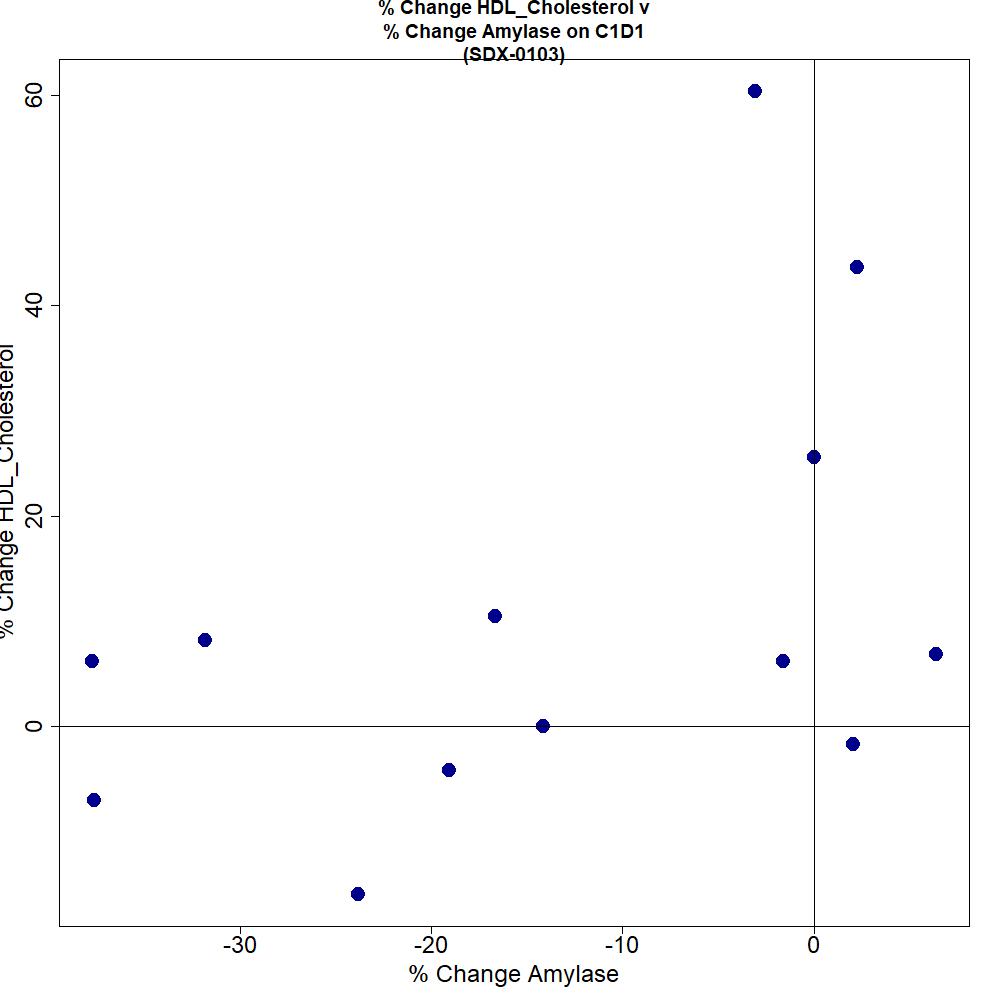 % Change HDL_Cholesterol v
% Change Amylase on C1D1
(SDX-0103)
60
40
20
0
% Change HDL_Cholesterol
-30
-20
-10
0
% Change Amylase